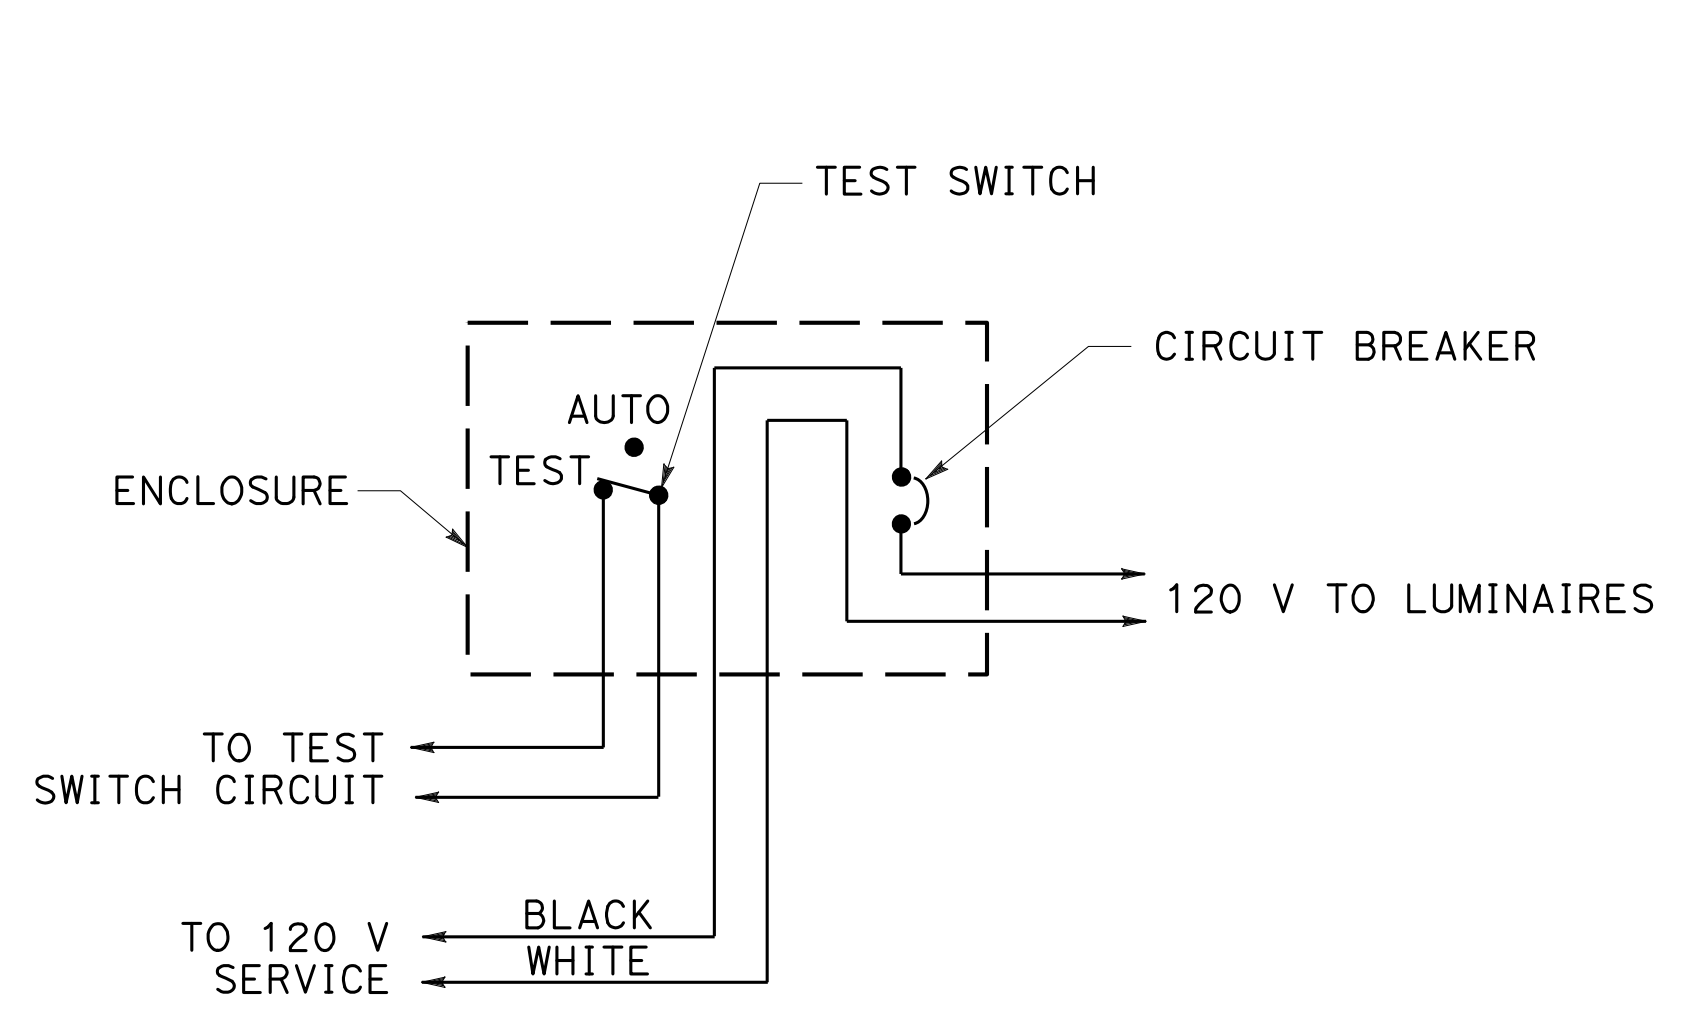 TEST SWITCH
CIRCUIT BREAKER
AUTO
TEST
ENCLOSURE
120 V TO LUMINAIRES
TO TEST
SWITCH CIRCUIT
BLACK
TO 120 V
WHITE
SERVICE